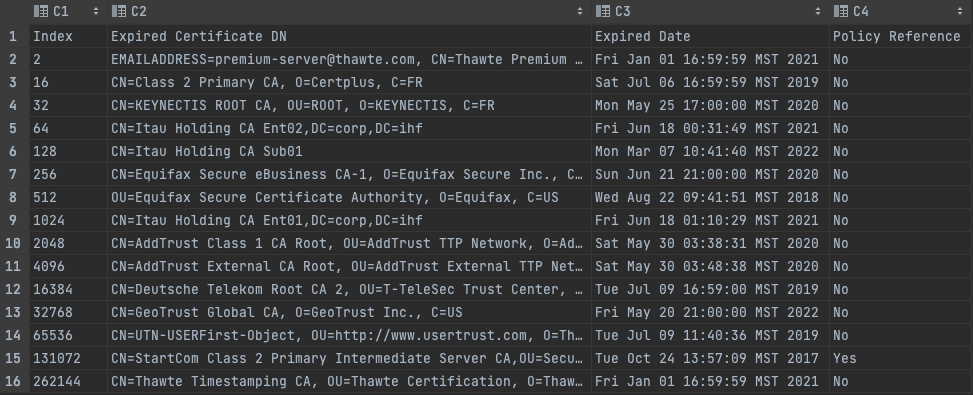 C1 C2 C3 C4
1 Index Expired Certificate DN Expired Date Policy Reference
2 2 EMAILADDRESS=premium-server@thawte.com, CN=Thawte Premium … Fri Jan 01 16:59:59 MST 2021 No
3 16 CN=Class 2 Primary CA, O=Certplus, C=FR Sat Jul 06 16:59:59 MST 2019 No
4 32 CN=KEYNECTIS ROOT CA, OU=ROOT, O=KEYNECTIS, C=FR Mon May 25 17:00:00 MST 2020 No
5 64 CN=Itau Holding CA Ent02,DC=corp,DC=ihf Fri Jun 18 00:31:49 MST 2021 No
6 128 CN=Itau Holding CA Sub01 Mon Mar 07 10:41:40 MST 2022 No
7 256 CN=Equifax Secure eBusiness CA-1, O=Equifax Secure Inc., C… Sun Jun 21 21:00:00 MST 2020 No
8 512 OU=Equifax Secure Certificate Authority, O=Equifax, C=US Wed Aug 22 09:41:51 MST 2018 No
9 1024 CN=Itau Holding CA Ent01,DC=corp,DC=ihf Fri Jun 18 01:10:29 MST 2021 No
10 2048 CN=AddTrust Class 1 CA Root, OU=AddTrust TTP Network, O=Ad… Sat May 30 03:38:31 MST 2020 No
11 4096 CN=AddTrust External CA Root, OU=AddTrust External TTP Net… Sat May 30 03:48:38 MST 2020 No
12 16384 CN=Deutsche Telekom Root CA 2, OU=T-TeleSec Trust Center, … Tue Jul 09 16:59:00 MST 2019 No
13 32768 CN=GeoTrust Global CA, O=GeoTrust Inc., C=US Fri May 20 21:00:00 MST 2022 No
14 65536 CN=UTN-USERFirst-Object, OU=http://www.usertrust.com, O=Th… Tue Jul 09 11:40:36 MST 2019 No
15 131072 CN=StartCom Class 2 Primary Intermediate Server CA,OU=Secu… Tue Oct 24 13:57:09 MST 2017 Yes
16 262144 CN=Thawte Timestamping CA, OU=Thawte Certification, O=Thaw… Fri Jan 01 16:59:59 MST 2021 No